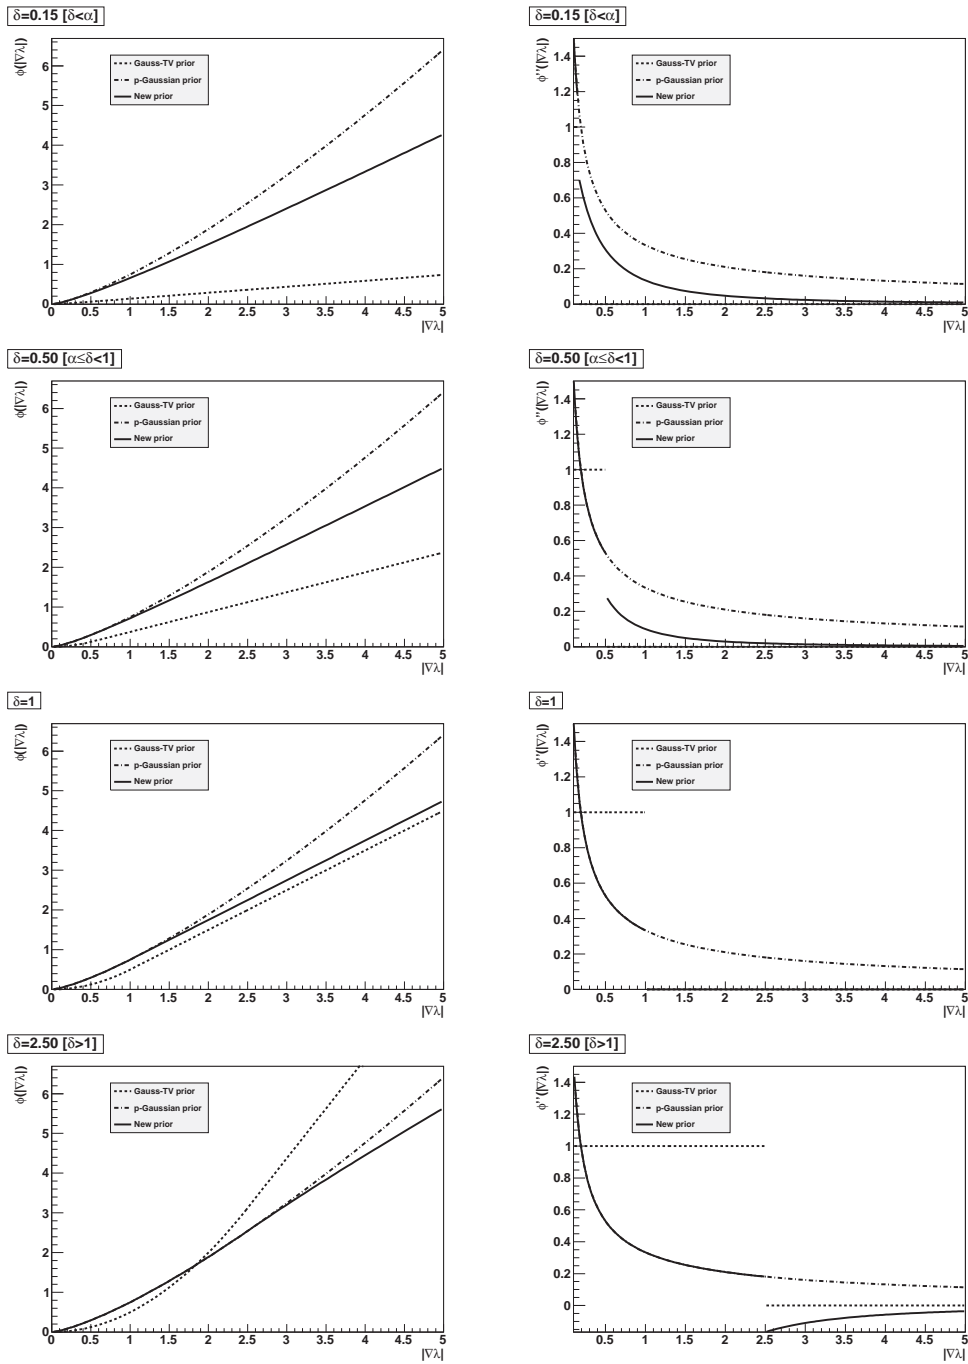 δ=0.15 [δ<α]
ϕ(|∇λ|)
6
5
4
3
2
1
0
Gauss-TV prior
p-Gaussian prior
New prior
0 0.5 1 1.5 2 2.5 3 3.5 4 4.5 5
|∇λ|
δ=0.15 [δ<α]
ϕ''(|∇λ|)
1.4
1.2
1
0.8
0.6
0.4
0.2
0
Gauss-TV prior
p-Gaussian prior
New prior
0.5 1 1.5 2 2.5 3 3.5 4 4.5 5
|∇λ|
δ=0.50 [α≤δ<1]
ϕ(|∇λ|)
6
5
4
3
2
1
0
Gauss-TV prior
p-Gaussian prior
New prior
0 0.5 1 1.5 2 2.5 3 3.5 4 4.5 5
|∇λ|
δ=0.50 [α≤δ<1]
ϕ''(|∇λ|)
1.4
1.2
1
0.8
0.6
0.4
0.2
0
Gauss-TV prior
p-Gaussian prior
New prior
0.5 1 1.5 2 2.5 3 3.5 4 4.5 5
|∇λ|
δ=1
ϕ(|∇λ|)
6
5
4
3
2
1
0
Gauss-TV prior
p-Gaussian prior
New prior
0 0.5 1 1.5 2 2.5 3 3.5 4 4.5 5
|∇λ|
δ=1
ϕ''(|∇λ|)
1.4
1.2
1
0.8
0.6
0.4
0.2
0
Gauss-TV prior
p-Gaussian prior
New prior
0.5 1 1.5 2 2.5 3 3.5 4 4.5 5
|∇λ|
δ=2.50 [δ>1]
ϕ(|∇λ|)
6
5
4
3
2
1
0
Gauss-TV prior
p-Gaussian prior
New prior
0 0.5 1 1.5 2 2.5 3 3.5 4 4.5 5
|∇λ|
δ=2.50 [δ>1]
ϕ''(|∇λ|)
1.4
1.2
1
0.8
0.6
0.4
0.2
0
Gauss-TV prior
p-Gaussian prior
New prior
0.5 1 1.5 2 2.5 3 3.5 4 4.5 5
|∇λ|